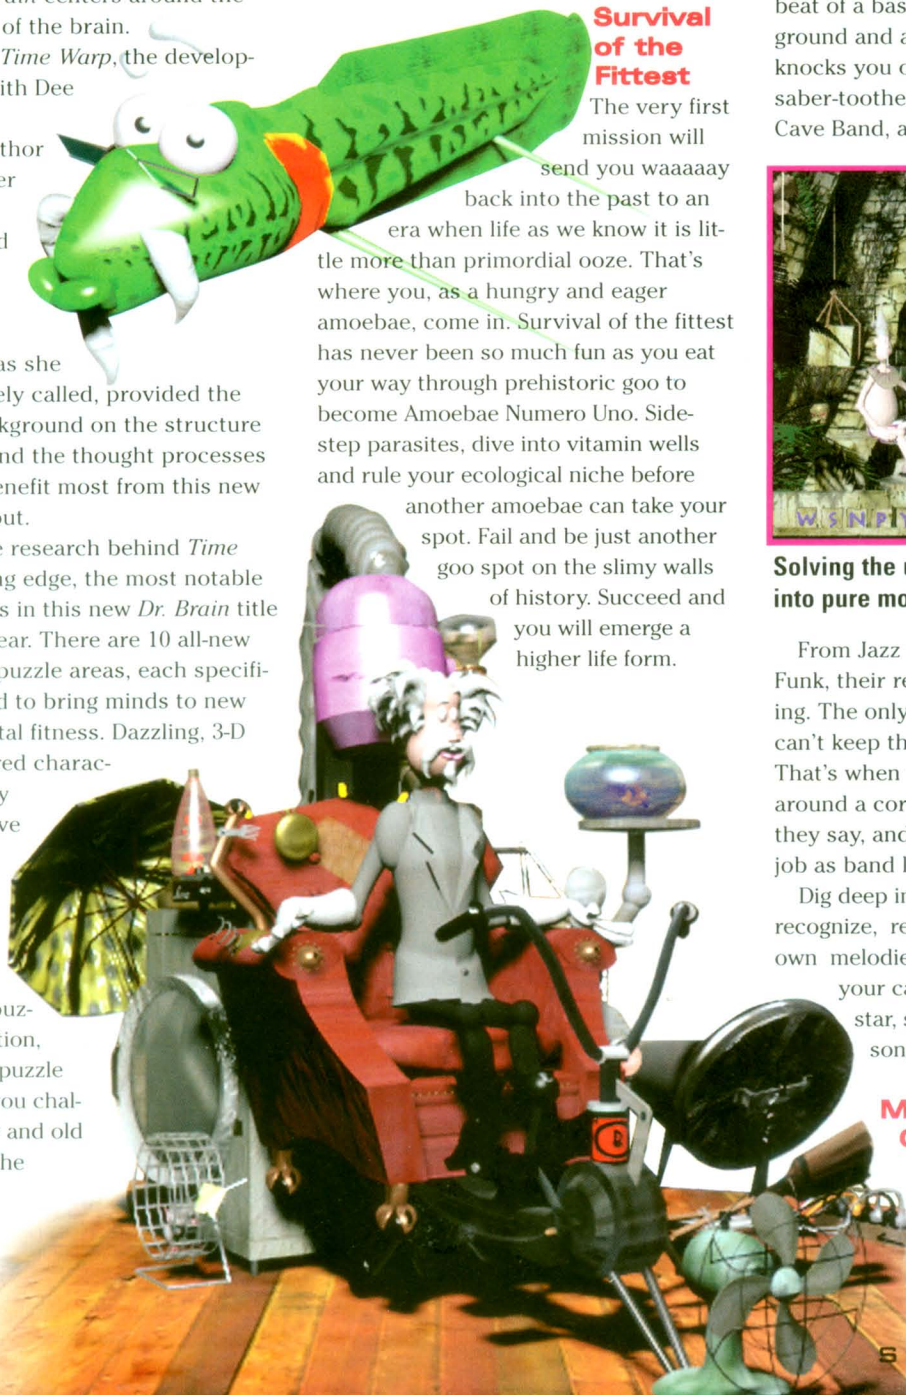 centers around the
of the brain.
Time Warp, the develop-
ith Dee
thor
er
d
as she
ely called, provided the
kground on the structure
nd the thought processes
enefit most from this new
out.
e research behind Time
ng edge, the most notable
s in this new Dr. Brain title
ear. There are 10 all-new
puzzle areas, each specifi-
d to bring minds to new
tal fitness. Dazzling, 3-D
red charac-
y
ve
puz-
tion,
puzzle
ou chal-
and old
he
Survival
of the
Fittest
The very first
mission will
send you waaaaay
back into the past to an
era when life as we know it is lit-
tle more than primordial ooze. That's
where you, as a hungry and eager
amoebae, come in. Survival of the fittest
has never been so much fun as you eat
your way through prehistoric goo to
become Amoebae Numero Uno. Side-
step parasites, dive into vitamin wells
and rule your ecological niche before
another amoebae can take your
spot. Fail and be just another
goo spot on the slimy walls
of history. Succeed and
you will emerge a
higher life form.
beat of a bas
ground and a
knocks you o
saber-toothe
Cave Band, a
W S N P Y
Solving the
into pure mo
From Jazz
Funk, their re
ing. The only
can't keep th
That's when
around a cor
they say, and
job as band
Dig deep in
recognize, re
own melodie
your ca
star, s
son
M
S